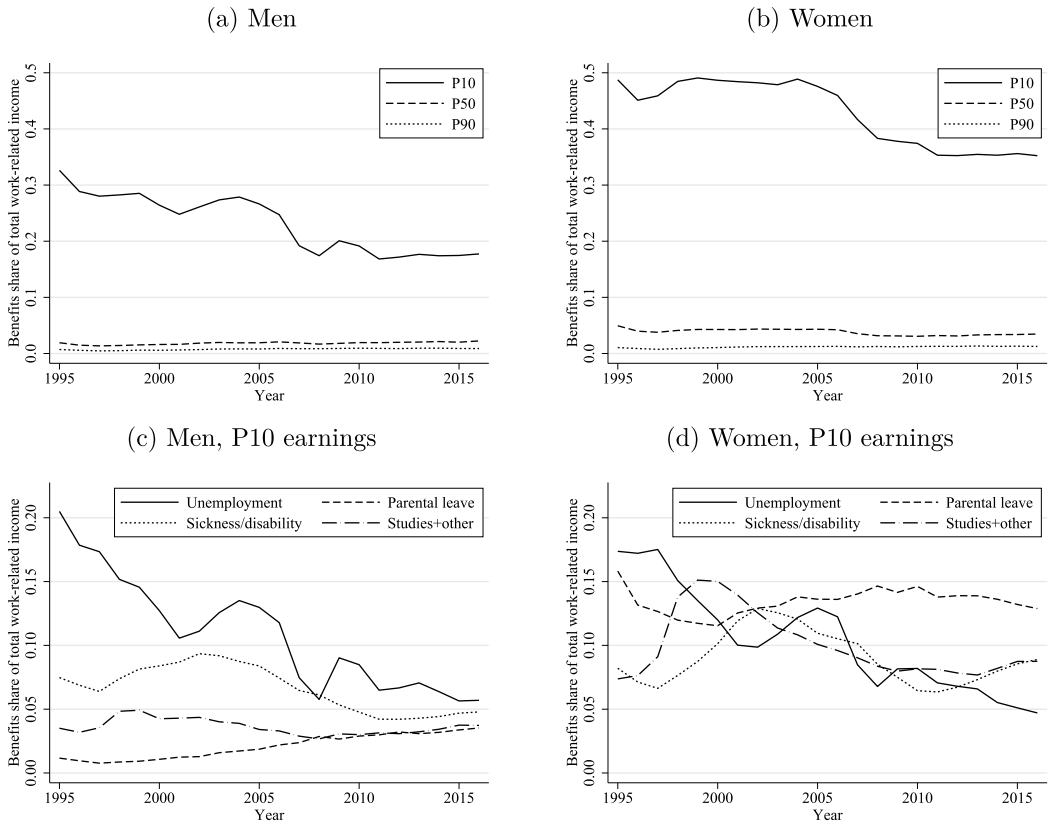 (a) Men
Benefits share of total work-related income
0.5
0.4
0.3
0.2
0.1
0.0
P10
P50
P90
1995 2000 2005 2010 2015
Year
(b) Women
Benefits share of total work-related income
0.5
0.4
0.3
0.2
0.1
0.0
P10
P50
P90
1995 2000 2005 2010 2015
Year
(c) Men, P10 earnings
Benefits share of total work-related income
0.20
0.15
0.10
0.05
0.00
Unemployment Parental leave
Sickness/disability Studies+other
1995 2000 2005 2010 2015
Year
(d) Women, P10 earnings
Benefits share of total work-related income
0.20
0.15
0.10
0.05
0.00
Unemployment Parental leave
Sickness/disability Studies+other
1995 2000 2005 2010 2015
Year